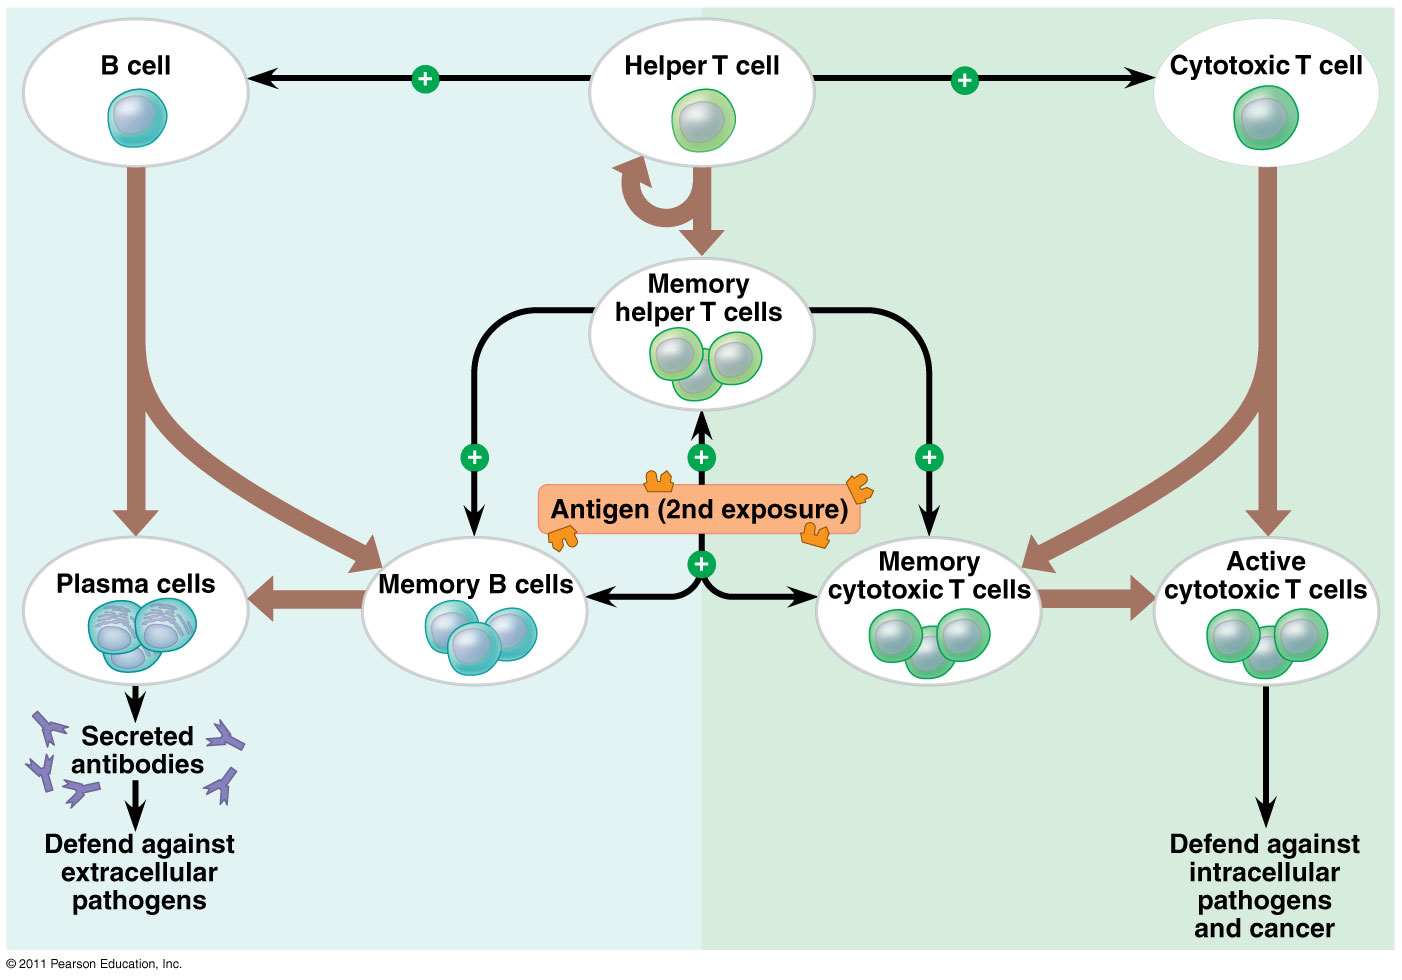 B cell
+
Helper T cell
+
Cytotoxic T cell
Memory
helper T cells
+
+
+
Antigen (2nd exposure)
+
Plasma cells
Memory B cells
Memory
cytotoxic T cells
Active
cytotoxic T cells
Secreted
antibodies
Defend against
extracellular
pathogens
Defend against
intracellular
pathogens
and cancer
© 2011 Pearson Education, Inc.